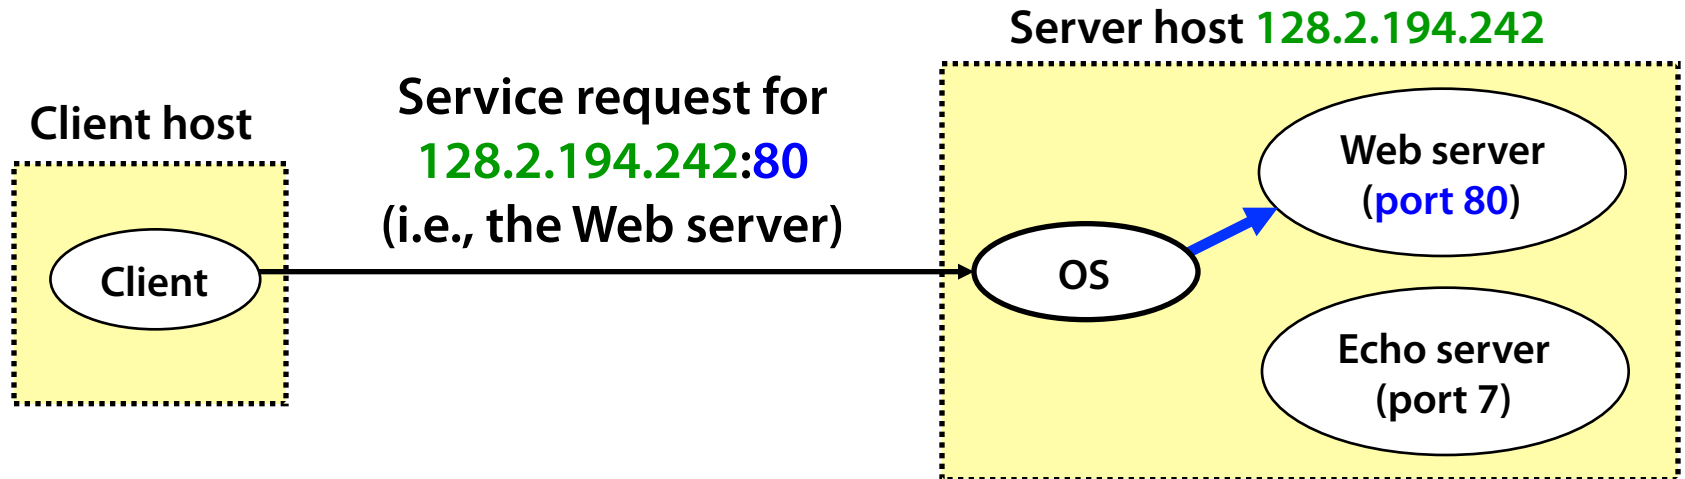 Server host 128.2.194.242
Client host
Service request for
128.2.194.242:80
(i.e., the Web server)
Client
OS
Web server
(port 80)
Echo server
(port 7)